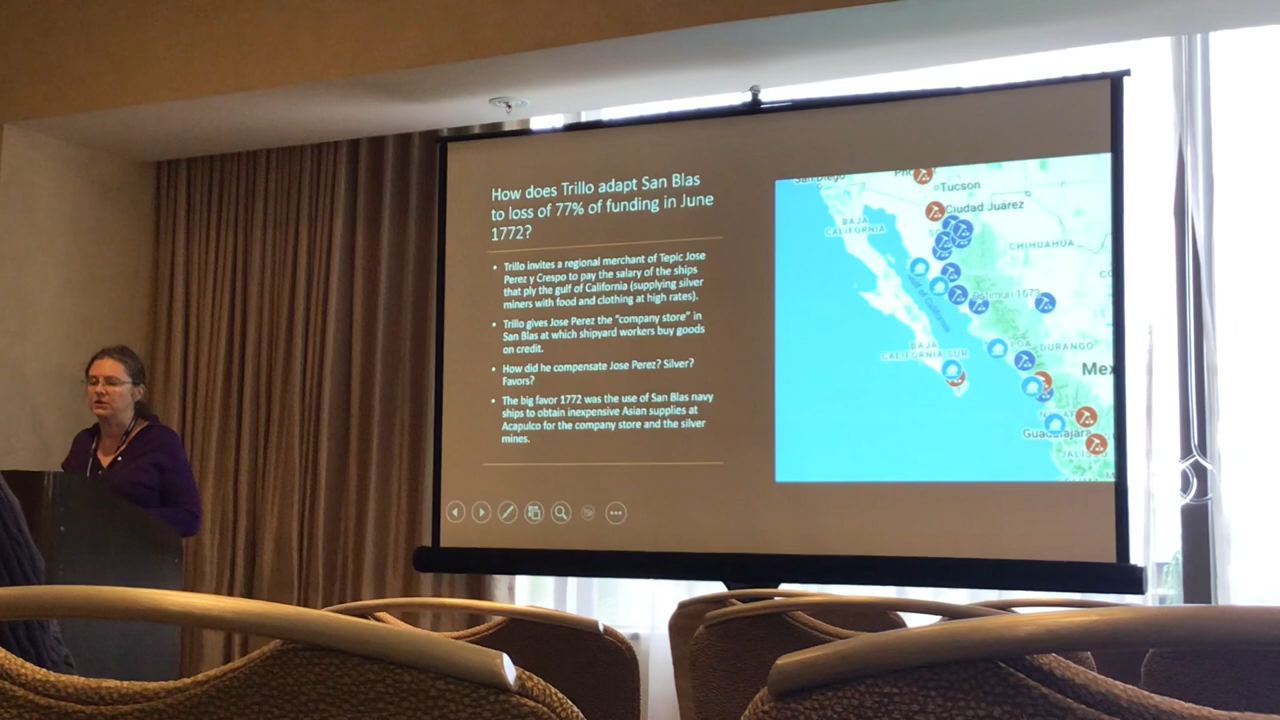 How does Trillo adapt San Blas
to loss of 77% of funding in June
1772?
• Trillo invites a regional merchant of Tepic Jose
Perez y Crespo to pay the salary of the ships
that ply the gulf of California (supplying silver
miners with food and clothing at high rates).
• Trillo gives Jose Perez the "company store" in
San Blas at which shipyard workers buy goods
on credit.
• How did he compensate Jose Perez? Silver?
Favors?
• The big favor 1772 was the use of San Blas navy
ships to obtain inexpensive Asian supplies at
Acapulco for the company store and the silver
mines.
San Diego
Tucson
Ciudad Juárez
BAJA
CALIFORNIA
CHIHUAHUA
Gulf of California
Ostimuri 1673
BAJA
CALIFORNIA SUR
DURANGO
Mex
Guadalajara
JALISCO